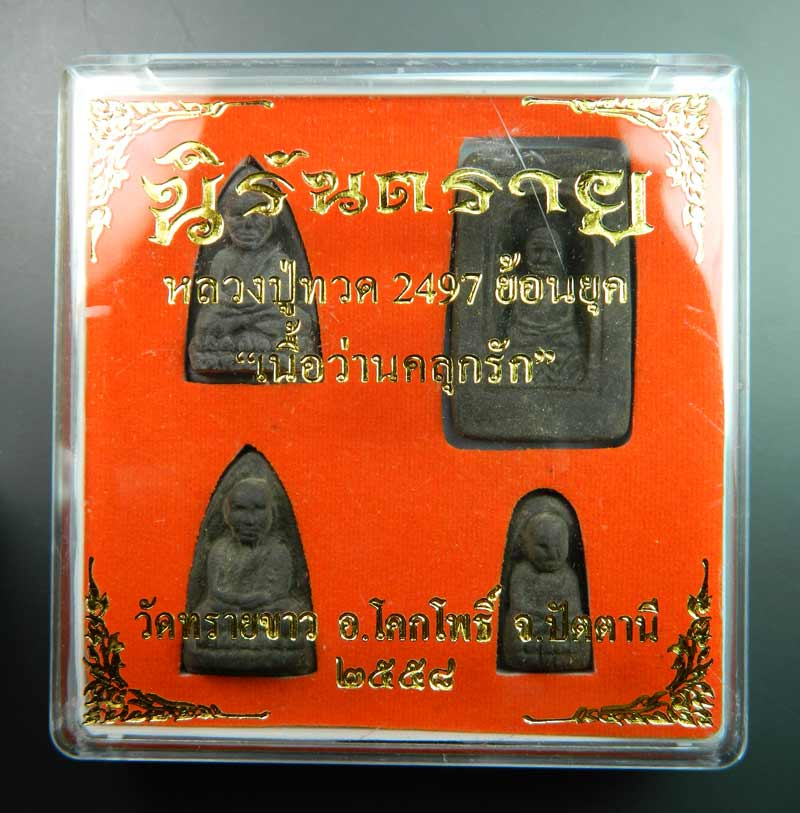 นิรันตราย
หลวงปู่ทวด 2497 ย้อนยุค
“เนื้อว่านคลุกรัก”
วัดทรายขาว อ.โคกโพธิ์ จ.ปัตตานี
๒๕๕๘